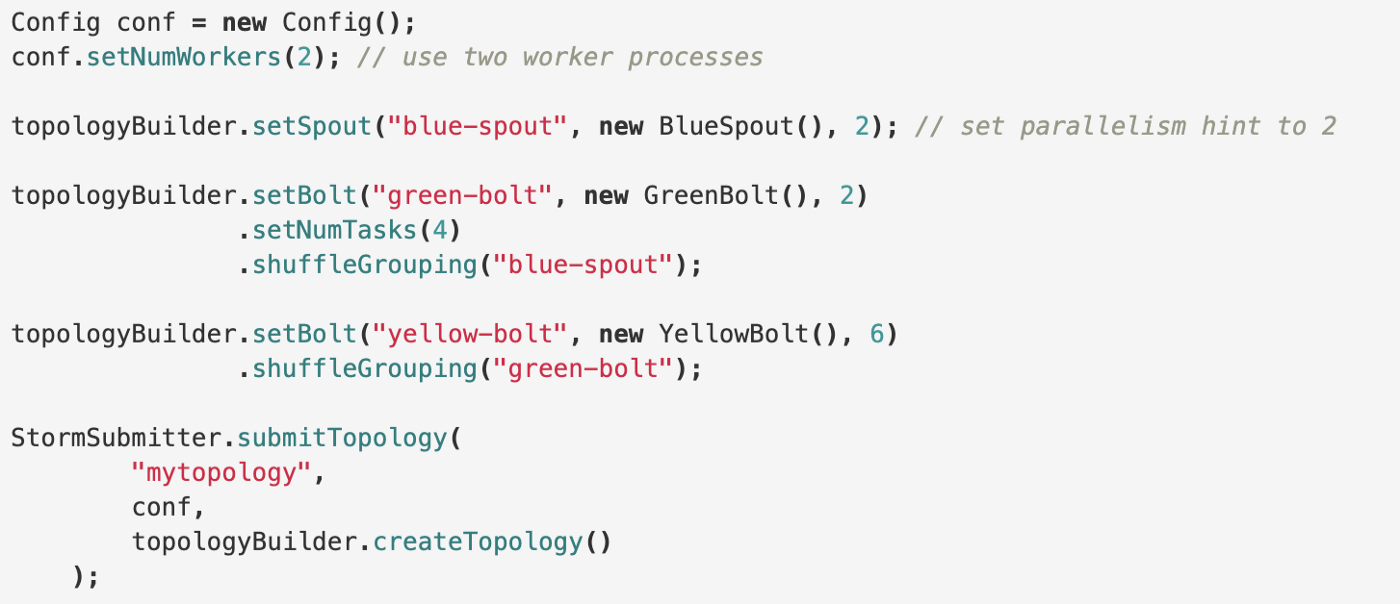 Config conf = new Config();
conf.setNumWorkers(2); // use two worker processes
topologyBuilder.setSpout("blue-spout", new BlueSpout(), 2); // set parallelism hint to 2
topologyBuilder.setBolt("green-bolt", new GreenBolt(), 2)
.setNumTasks(4)
.shuffleGrouping("blue-spout");
topologyBuilder.setBolt("yellow-bolt", new YellowBolt(), 6)
.shuffleGrouping("green-bolt");
StormSubmitter.submitTopology(
"mytopology",
conf,
topologyBuilder.createTopology()
);